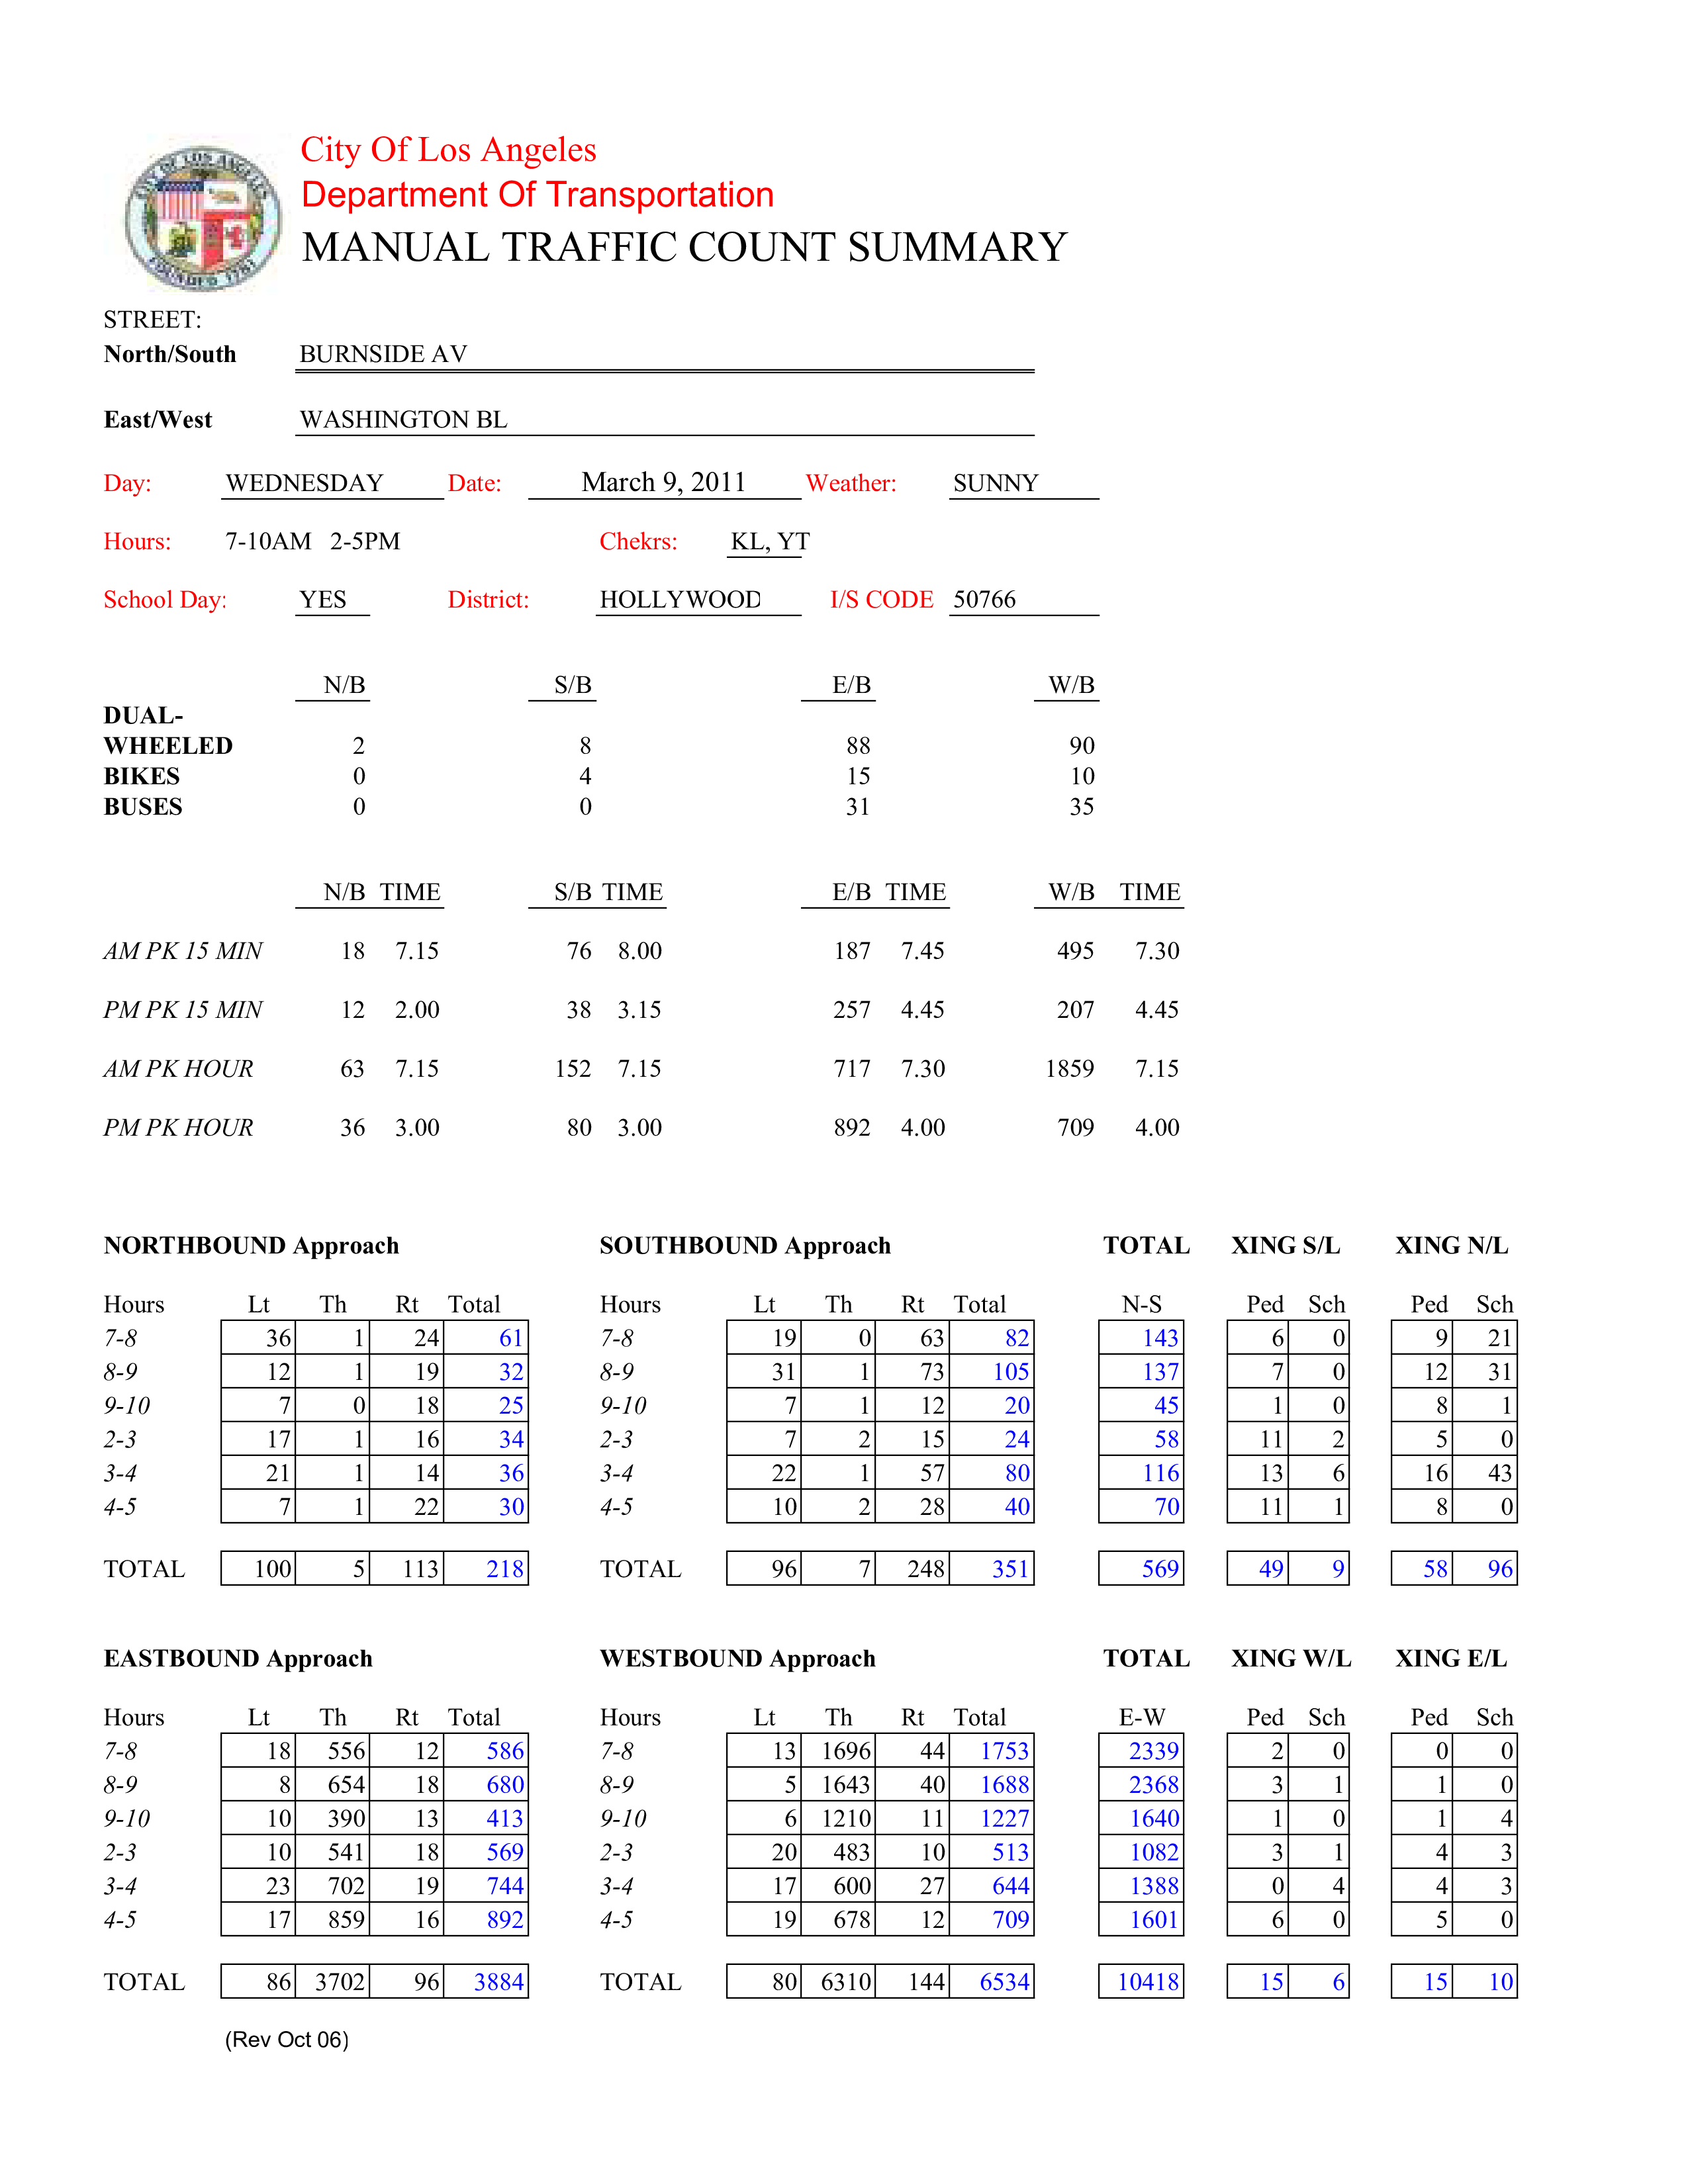 City Of Los Angeles
Department Of Transportation
MANUAL TRAFFIC COUNT SUMMARY
CITY OF LOS ANGELES
FOUNDED 1781
STREET:
North/South BURNSIDE AV
East/West WASHINGTON BL
Day: WEDNESDAY Date: March 9, 2011 Weather: SUNNY
Hours: 7-10AM 2-5PM Chekrs: KL, YT
School Day: YES District: HOLLYWOOD I/S CODE 50766
N/B S/B E/B W/B
DUAL-
WHEELED 2 8 88 90
BIKES 0 4 15 10
BUSES 0 0 31 35
N/B TIME S/B TIME E/B TIME W/B TIME
AM PK 15 MIN 18 7.15 76 8.00 187 7.45 495 7.30
PM PK 15 MIN 12 2.00 38 3.15 257 4.45 207 4.45
AM PK HOUR 63 7.15 152 7.15 717 7.30 1859 7.15
PM PK HOUR 36 3.00 80 3.00 892 4.00 709 4.00
NORTHBOUND Approach SOUTHBOUND Approach TOTAL XING S/L XING N/L
Hours Lt Th Rt Total Hours Lt Th Rt Total N-S Ped Sch Ped Sch
7-8 36 1 24 61 7-8 19 0 63 82 143 6 0 9 21
8-9 12 1 19 32 8-9 31 1 73 105 137 7 0 12 31
9-10 7 0 18 25 9-10 7 1 12 20 45 1 0 8 1
2-3 17 1 16 34 2-3 7 2 15 24 58 11 2 5 0
3-4 21 1 14 36 3-4 22 1 57 80 116 13 6 16 43
4-5 7 1 22 30 4-5 10 2 28 40 70 11 1 8 0
TOTAL 100 5 113 218 TOTAL 96 7 248 351 569 49 9 58 96
EASTBOUND Approach WESTBOUND Approach TOTAL XING W/L XING E/L
Hours Lt Th Rt Total Hours Lt Th Rt Total E-W Ped Sch Ped Sch
7-8 18 556 12 586 7-8 13 1696 44 1753 2339 2 0 0 0
8-9 8 654 18 680 8-9 5 1643 40 1688 2368 3 1 1 0
9-10 10 390 13 413 9-10 6 1210 11 1227 1640 1 0 1 4
2-3 10 541 18 569 2-3 20 483 10 513 1082 3 1 4 3
3-4 23 702 19 744 3-4 17 600 27 644 1388 0 4 4 3
4-5 17 859 16 892 4-5 19 678 12 709 1601 6 0 5 0
TOTAL 86 3702 96 3884 TOTAL 80 6310 144 6534 10418 15 6 15 10
(Rev Oct 06)